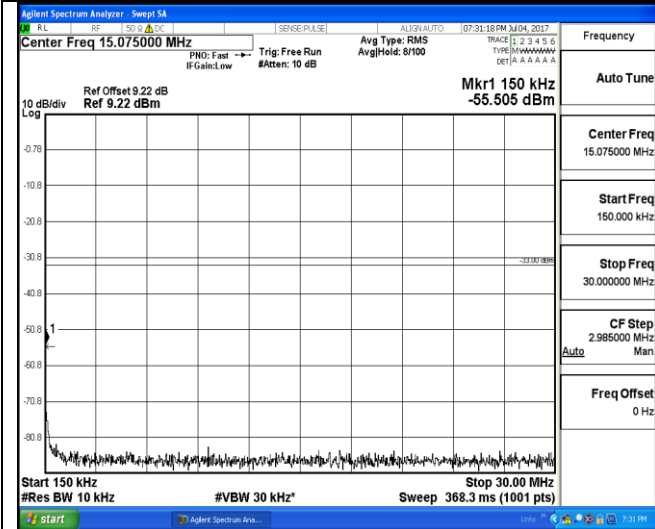 Agilent Spectrum Analyzer - Swept SA
RL RF 50 Ω DC SENSE:PULSE ALIGN AUTO 07:31:18 PM Jul 04, 2017
Center Freq 15.075000 MHz
PNO: Fast
IFGain:Low
Trig: Free Run
#Atten: 10 dB
Avg Type: RMS
Avg|Hold: 8/100
TRACE 1 2 3 4 5 6
TYPE MWWWWW
DET A A A A A A
Ref Offset 9.22 dB
Mkr1 150 kHz
10 dB/div Ref 9.22 dBm -55.505 dBm
Log
-0.78
-10.8
-20.8
-30.8
-33.00 dBm
-40.8
-50.8
1
-60.8
-70.8
-80.8
Start 150 kHz Stop 30.00 MHz
#Res BW 10 kHz #VBW 30 kHz* Sweep 368.3 ms (1001 pts)
Frequency
Auto Tune
Center Freq
15.075000 MHz
Start Freq
150.000 kHz
Stop Freq
30.000000 MHz
CF Step
2.985000 MHz
Auto Man
Freq Offset
0 Hz
start Agilent Spectrum Ana... Links 7:31 PM